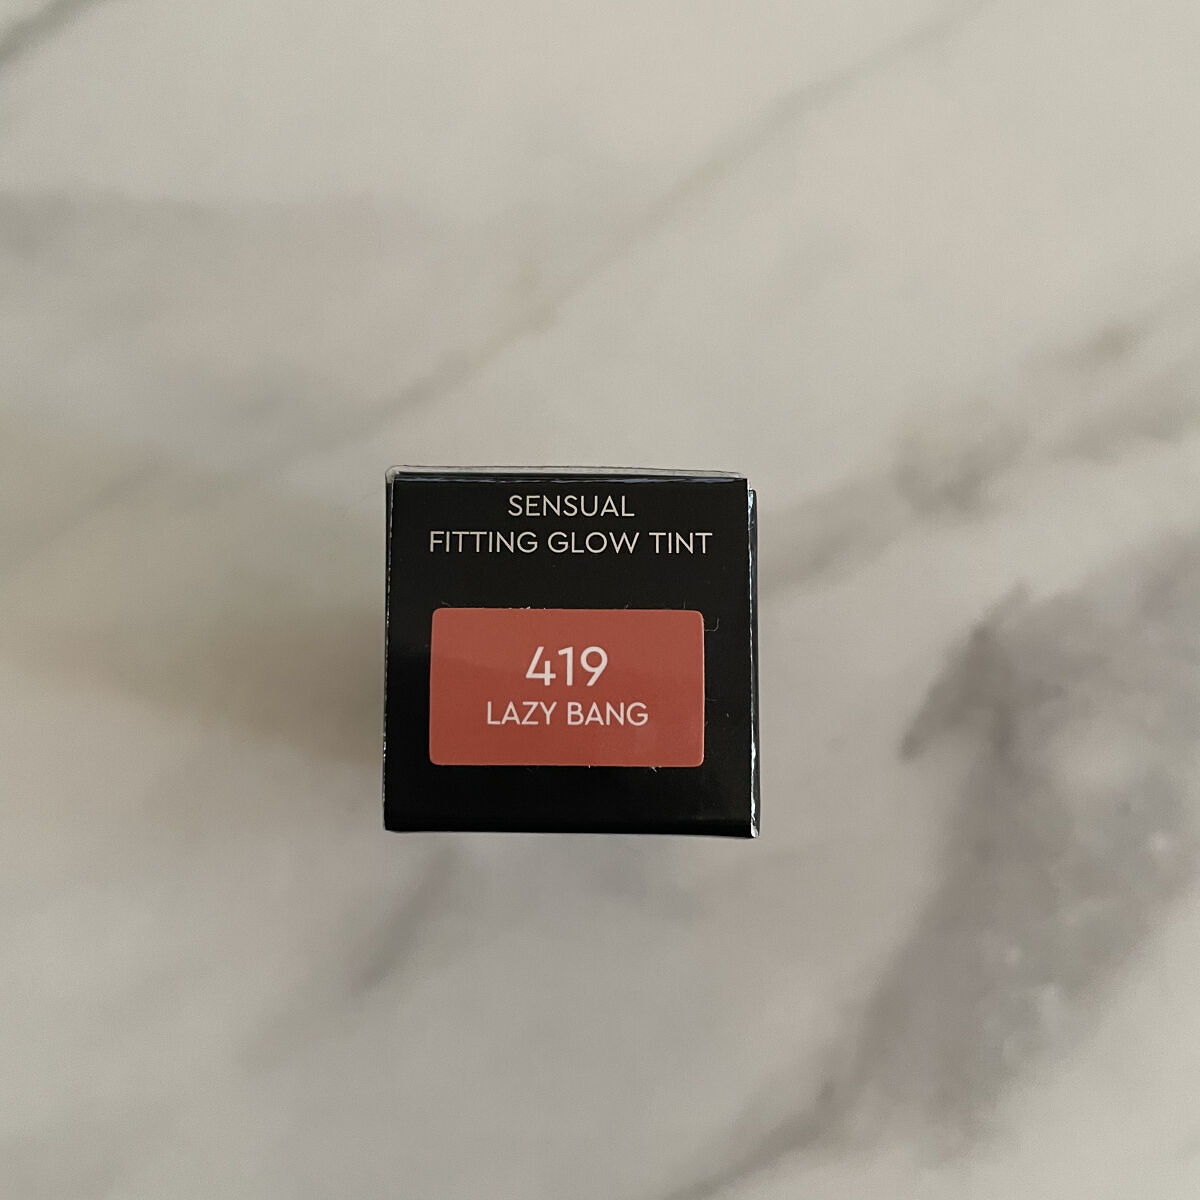 SENSUAL
FITTING GLOW TINT
419
LAZY BANG